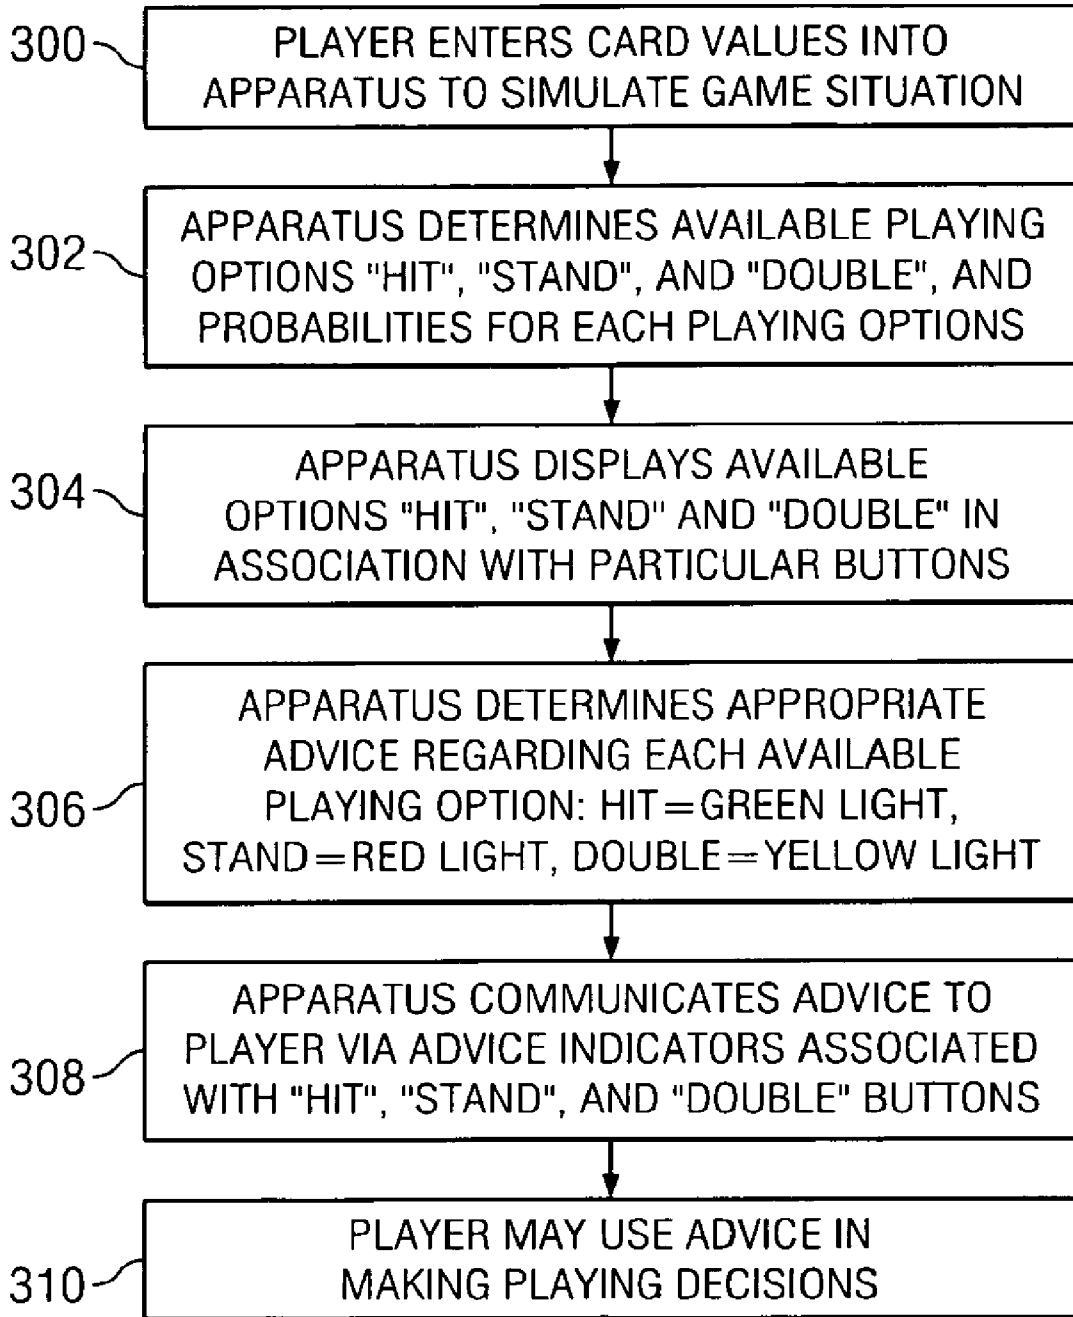 300
PLAYER ENTERS CARD VALUES INTO
APPARATUS TO SIMULATE GAME SITUATION
302
APPARATUS DETERMINES AVAILABLE PLAYING
OPTIONS "HIT", "STAND", AND "DOUBLE", AND
PROBABILITIES FOR EACH PLAYING OPTIONS
304
APPARATUS DISPLAYS AVAILABLE
OPTIONS "HIT", "STAND" AND "DOUBLE" IN
ASSOCIATION WITH PARTICULAR BUTTONS
306
APPARATUS DETERMINES APPROPRIATE
ADVICE REGARDING EACH AVAILABLE
PLAYING OPTION: HIT=GREEN LIGHT,
STAND=RED LIGHT, DOUBLE=YELLOW LIGHT
308
APPARATUS COMMUNICATES ADVICE TO
PLAYER VIA ADVICE INDICATORS ASSOCIATED
WITH "HIT", "STAND", AND "DOUBLE" BUTTONS
310
PLAYER MAY USE ADVICE IN
MAKING PLAYING DECISIONS